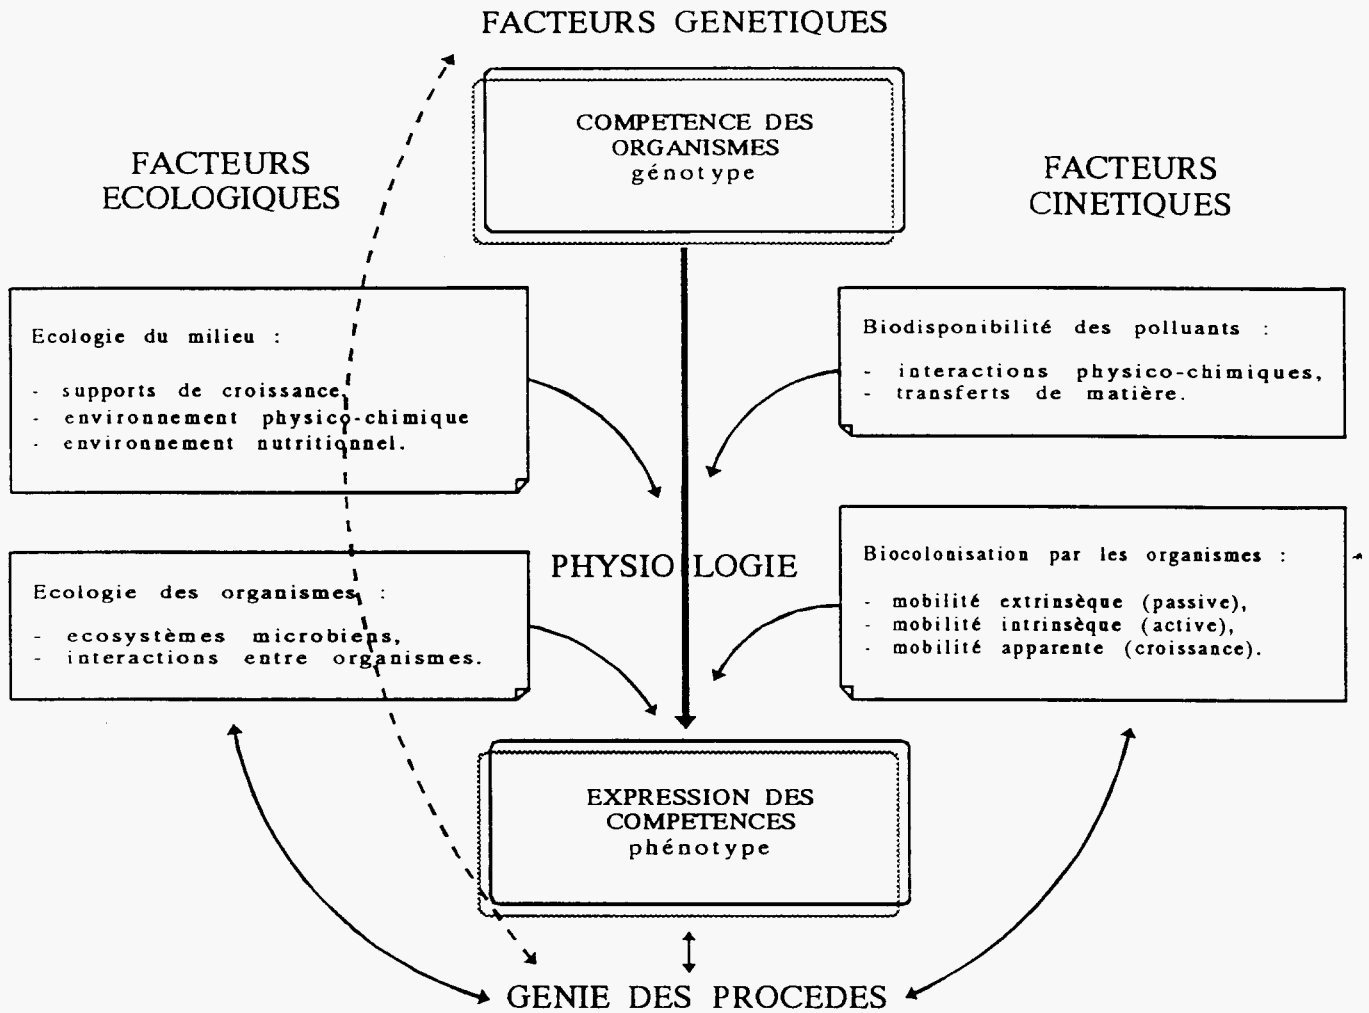 FACTEURS GENETIQUES
COMPETENCE DES
ORGANISMES
génotype
FACTEURS
ECOLOGIQUES
FACTEURS
CINETIQUES
Ecologie du milieu :
- supports de croissance,
- environnement physico-chimique
- environnement nutritionnel.
Biodisponibilité des polluants :
- interactions physico-chimiques,
- transferts de matière.
PHYSIOLOGIE
Ecologie des organismes :
- ecosystèmes microbiens,
- interactions entre organismes.
Biocolonisation par les organismes :
- mobilité extrinsèque (passive),
- mobilité intrinsèque (active),
- mobilité apparente (croissance).
EXPRESSION DES
COMPETENCES
phénotype
GENIE DES PROCEDES